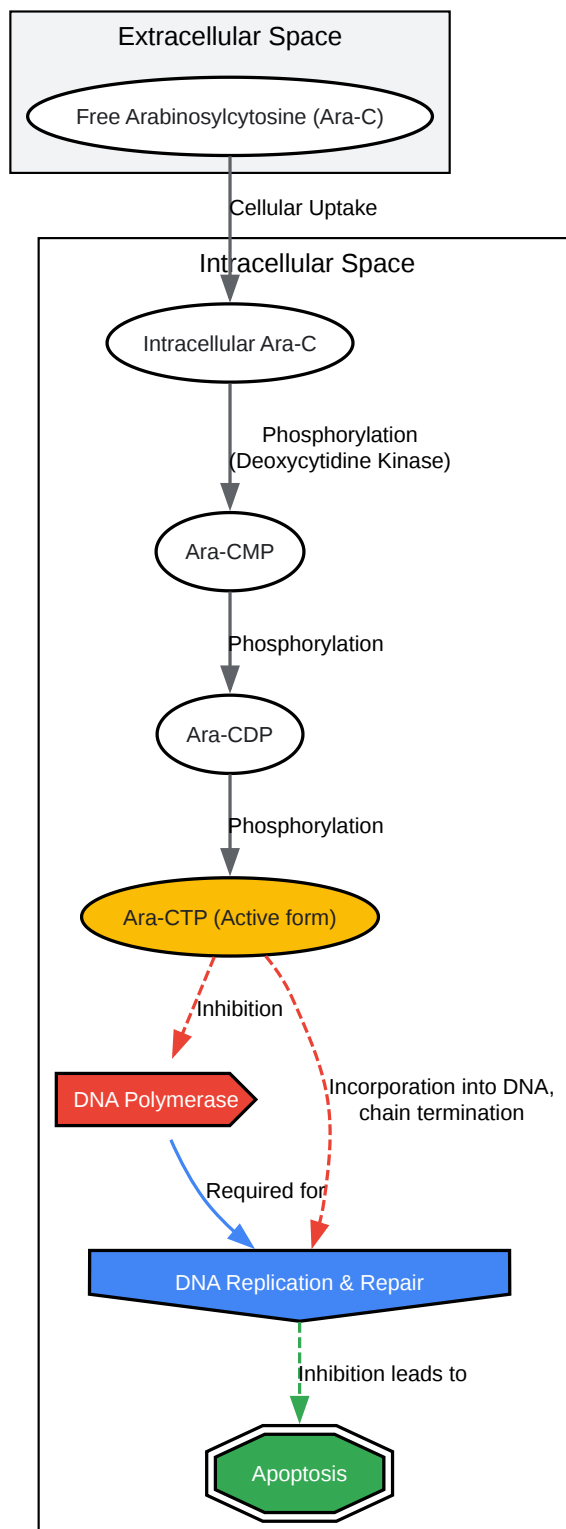 Extracellular Space
Free Arabinosylcytosine (Ara-C)
Cellular Uptake
Intracellular Space
Intracellular Ara-C
Phosphorylation
(Deoxycytidine Kinase)
Ara-CMP
Phosphorylation
Ara-CDP
Phosphorylation
Ara-CTP (Active form)
Inhibition
DNA Polymerase
Incorporation into DNA,
chain termination
Required for
DNA Replication & Repair
Inhibition leads to
Apoptosis